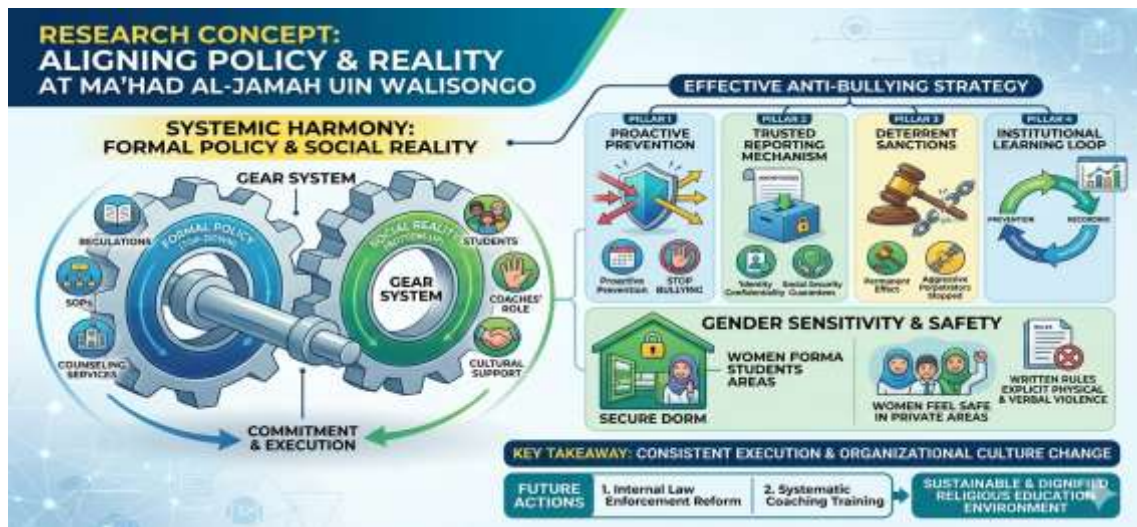 RESEARCH CONCEPT:
ALIGNING POLICY & REALITY
AT MA'HAD AL-JAMAH UIN WALISONGO
SYSTEMIC HARMONY:
FORMAL POLICY & SOCIAL REALITY
GEAR SYSTEM
REGULATIONS
SOPs
COUNSELING
SERVICES
FORMAL POLICY
SOCIAL REALITY
GEAR
SYSTEM
STUDENTS
COACHES'
ROLE
CULTURAL
SUPPORT
COMMITMENT
& EXECUTION
EFFECTIVE ANTI-BULLYING STRATEGY
PILLAR 1
PROACTIVE
PREVENTION
Proactive
Prevention
STOP
BULLYING
PILLAR 2
TRUSTED
REPORTING
MECHANISM
Identity
Confidentiality
Social Security
Guarantees
PILLAR 3
DETERRENT
SANCTIONS
Permanent
Effect
Aggressive
Perpetrators
Stopped
PILLAR 4
INSTITUTIONAL
LEARNING LOOP
PREVENTION
RECORDING
GENDER SENSITIVITY & SAFETY
SECURE DORM
WOMEN FORMA
STUDENTS
AREAS
WOMEN FEEL SAFE
IN PRIVATE AREAS
RULES
WRITTEN RULES
EXPLICIT PHYSICAL
& VERBAL VIOLENCE
KEY TAKEAWAY: CONSISTENT EXECUTION & ORGANIZATIONAL CULTURE CHANGE
FUTURE
ACTIONS
1. Internal Law
Enforcement Reform
2. Systematic
Coaching Training
SUSTAINABLE & DIGNIFIED
RELIGIOUS EDUCATION
ENVIRONMENT